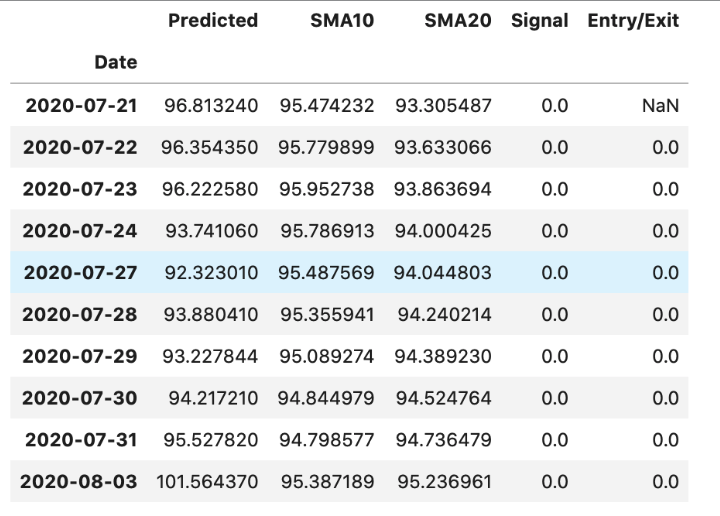 Predicted SMA10 SMA20 Signal Entry/Exit
Date
2020-07-21 96.813240 95.474232 93.305487 0.0 NaN
2020-07-22 96.354350 95.779899 93.633066 0.0 0.0
2020-07-23 96.222580 95.952738 93.863694 0.0 0.0
2020-07-24 93.741060 95.786913 94.000425 0.0 0.0
2020-07-27 92.323010 95.487569 94.044803 0.0 0.0
2020-07-28 93.880410 95.355941 94.240214 0.0 0.0
2020-07-29 93.227844 95.089274 94.389230 0.0 0.0
2020-07-30 94.217210 94.844979 94.524764 0.0 0.0
2020-07-31 95.527820 94.798577 94.736479 0.0 0.0
2020-08-03 101.564370 95.387189 95.236961 0.0 0.0